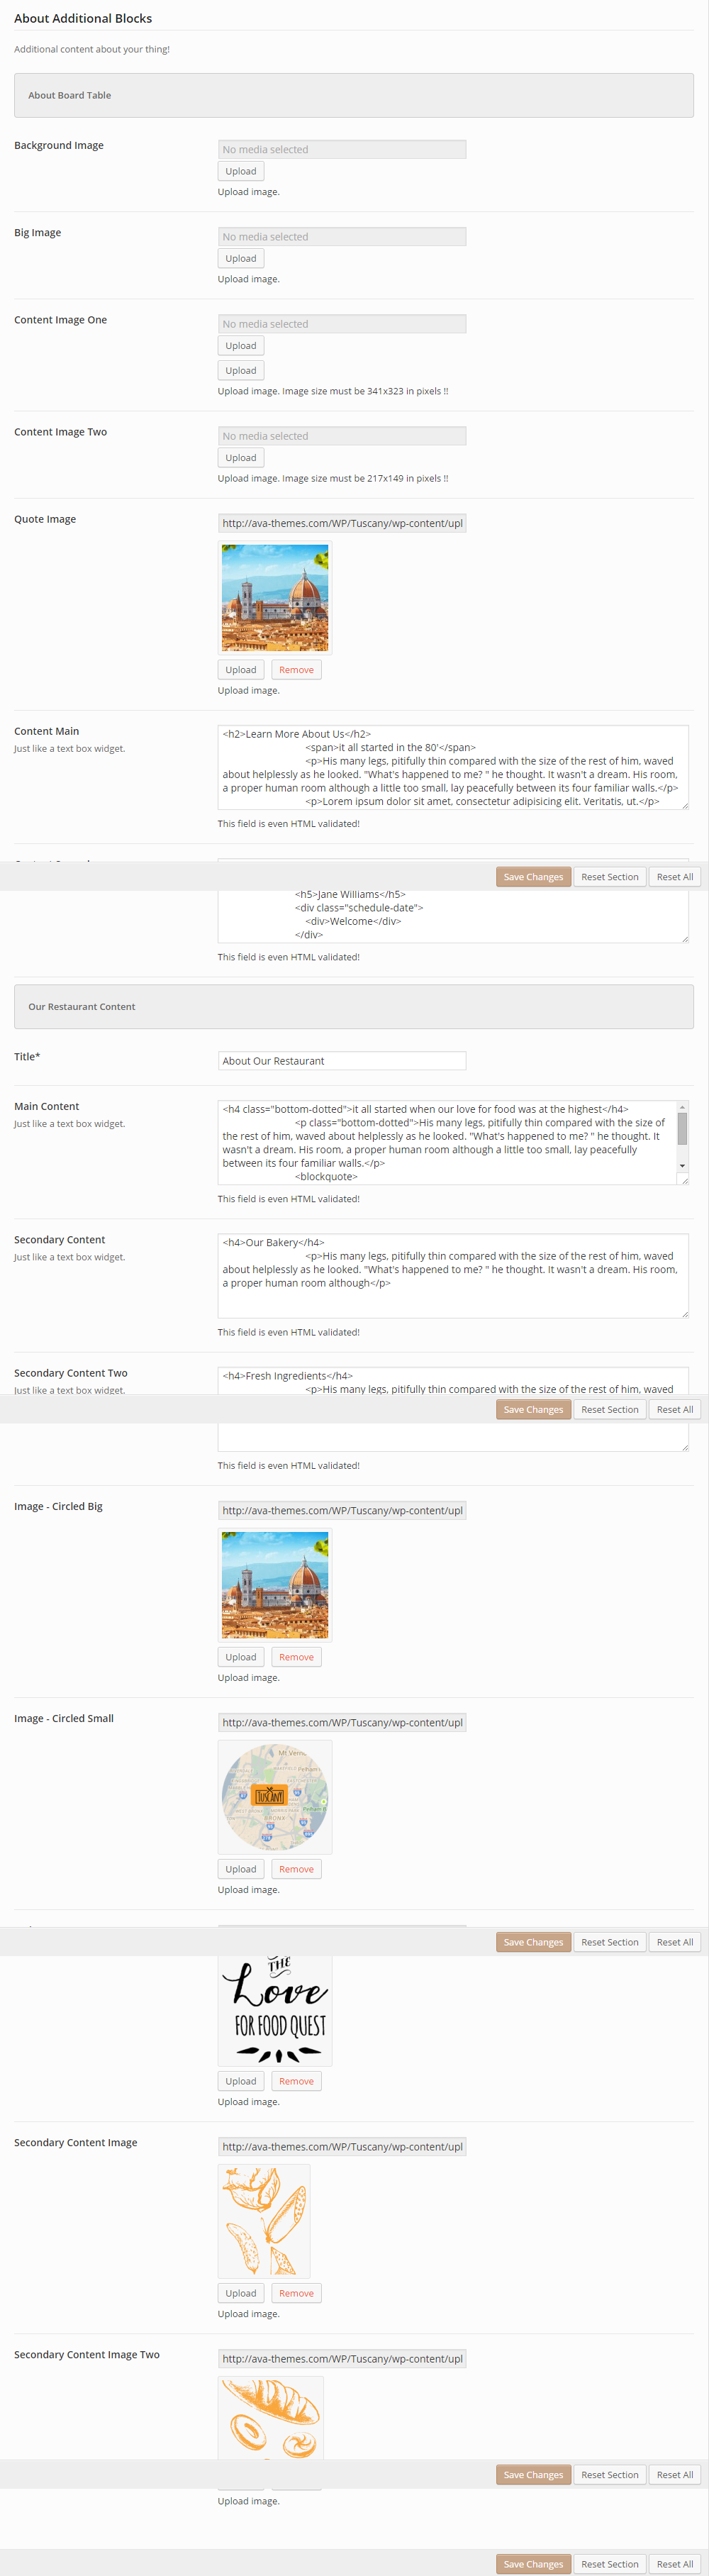 About Additional Blocks
Additional content about your thing!
About Board Table
Background Image
No media selected
Upload
Upload image.
Big Image
No media selected
Upload
Upload image.
Content Image One
No media selected
Upload
Upload
Upload image. Image size must be 341x323 in pixels !!
Content Image Two
No media selected
Upload
Upload image. Image size must be 217x149 in pixels !!
Quote Image
http://ava-themes.com/WP/Tuscany/wp-content/upl
Upload Remove
Upload image.
Content Main
Just like a text box widget.
<h2>Learn More About Us</h2>
<span>it all started in the 80'</span>
<p>His many legs, pitifully thin compared with the size of the rest of him, waved
about helplessly as he looked. "What's happened to me? " he thought. It wasn't a dream. His room,
a proper human room although a little too small, lay peacefully between its four familiar walls.</p>
<p>Lorem ipsum dolor sit amet, consectetur adipisicing elit. Veritatis, ut.</p>
This field is even HTML validated!
Save Changes Reset Section Reset All
<h5>Jane Williams</h5>
<div class="schedule-date">
<div>Welcome</div>
</div>
This field is even HTML validated!
Our Restaurant Content
Title*
About Our Restaurant
Main Content
Just like a text box widget.
<h4 class="bottom-dotted">it all started when our love for food was at the highest</h4>
<p class="bottom-dotted">His many legs, pitifully thin compared with the size of
the rest of him, waved about helplessly as he looked. "What's happened to me? " he thought. It
wasn't a dream. His room, a proper human room although a little too small, lay peacefully
between its four familiar walls.</p>
<blockquote>
This field is even HTML validated!
Secondary Content
Just like a text box widget.
<h4>Our Bakery</h4>
<p>His many legs, pitifully thin compared with the size of the rest of him, waved
about helplessly as he looked. "What's happened to me? " he thought. It wasn't a dream. His room,
a proper human room although</p>
This field is even HTML validated!
Secondary Content Two
Just like a text box widget.
<h4>Fresh Ingredients</h4>
<p>His many legs, pitifully thin compared with the size of the rest of him, waved
Save Changes Reset Section Reset All
This field is even HTML validated!
Image - Circled Big
http://ava-themes.com/WP/Tuscany/wp-content/upl
Upload Remove
Upload image.
Image - Circled Small
http://ava-themes.com/WP/Tuscany/wp-content/upl
TUSCANY
BRONX
Upload Remove
Upload image.
Save Changes Reset Section Reset All
THE
Love
FOR FOOD QUEST
Upload Remove
Upload image.
Secondary Content Image
http://ava-themes.com/WP/Tuscany/wp-content/upl
Upload Remove
Upload image.
Secondary Content Image Two
http://ava-themes.com/WP/Tuscany/wp-content/upl
Save Changes Reset Section Reset All
Upload image.
Save Changes Reset Section Reset All